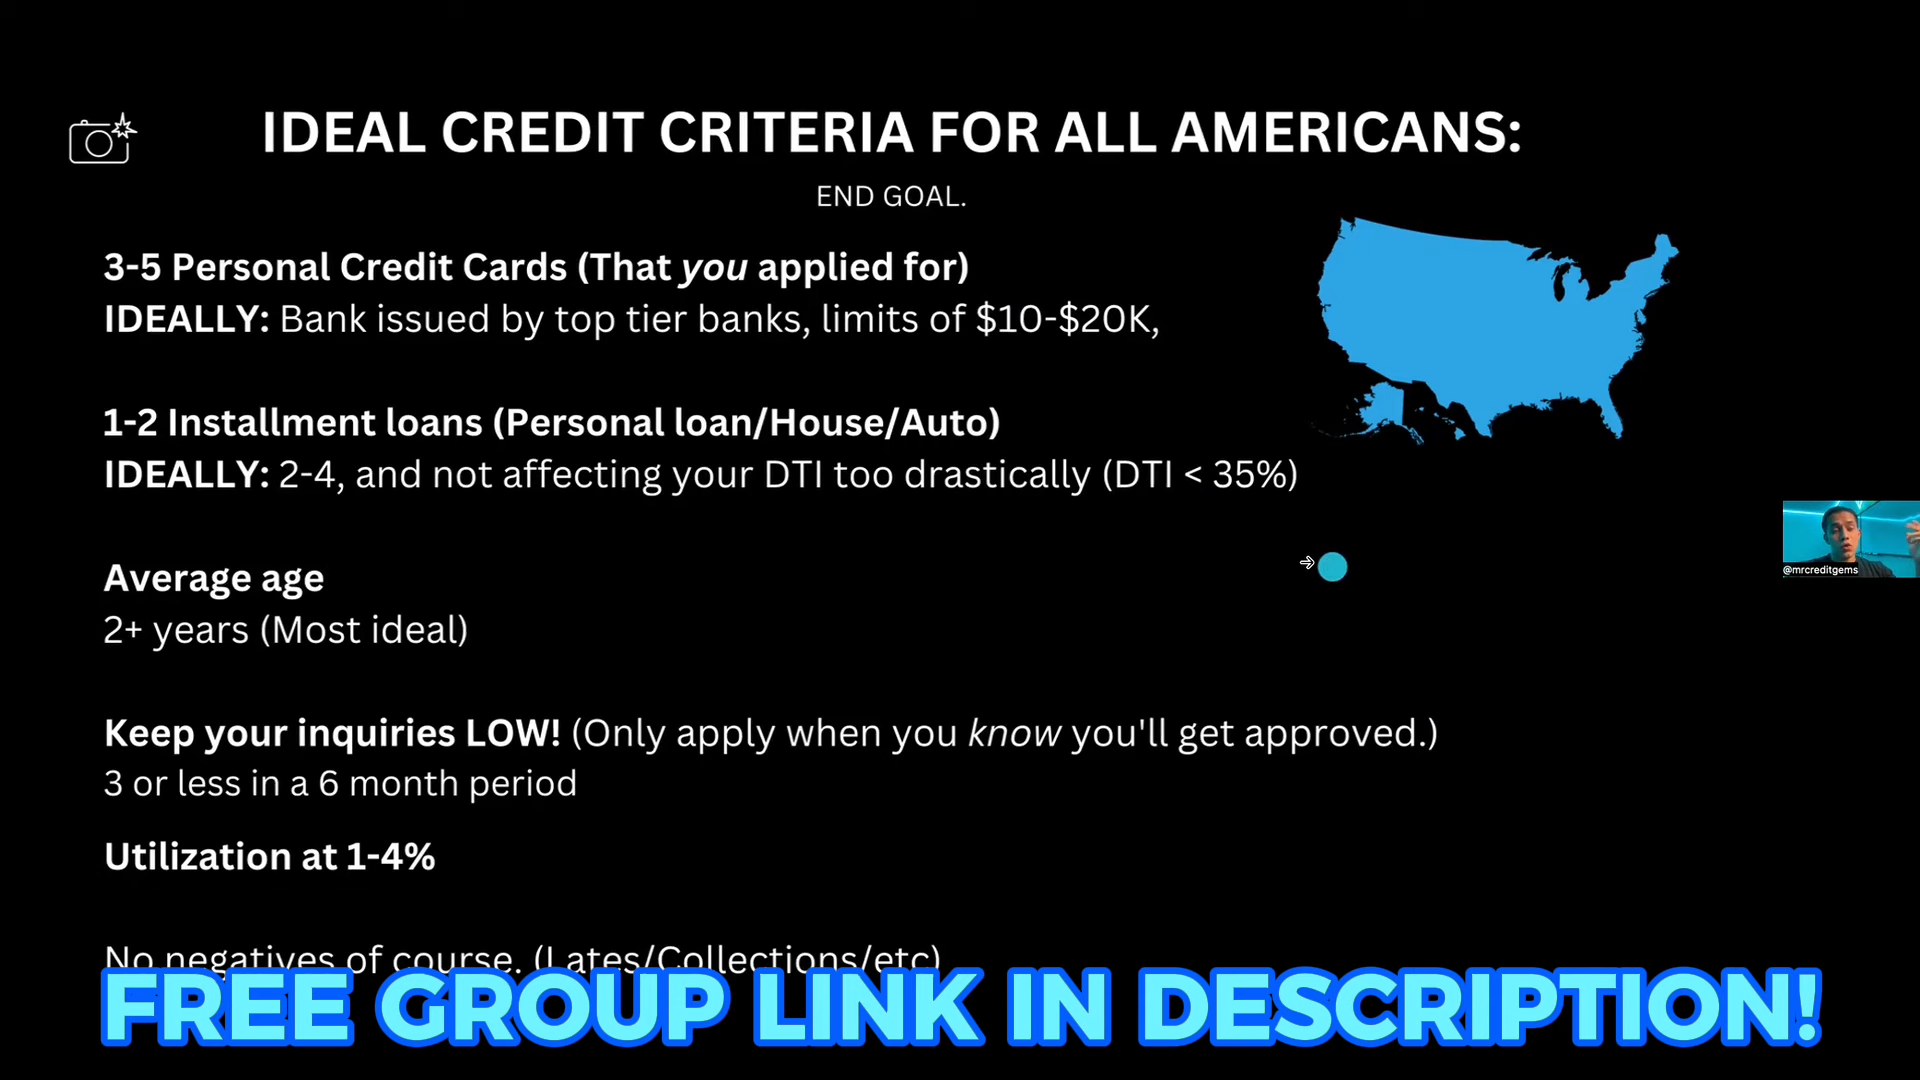 IDEAL CREDIT CRITERIA FOR ALL AMERICANS:
END GOAL.
3-5 Personal Credit Cards (That you applied for)
IDEALLY: Bank issued by top tier banks, limits of $10-$20K,
1-2 Installment loans (Personal loan/House/Auto)
IDEALLY: 2-4, and not affecting your DTI too drastically (DTI < 35%)
Average age
2+ years (Most ideal)
@mrcreditgems
Keep your inquiries LOW! (Only apply when you know you'll get approved.)
3 or less in a 6 month period
Utilization at 1-4%
No negatives of course. (Lates/Collections/etc)
FREE GROUP LINK IN DESCRIPTION!